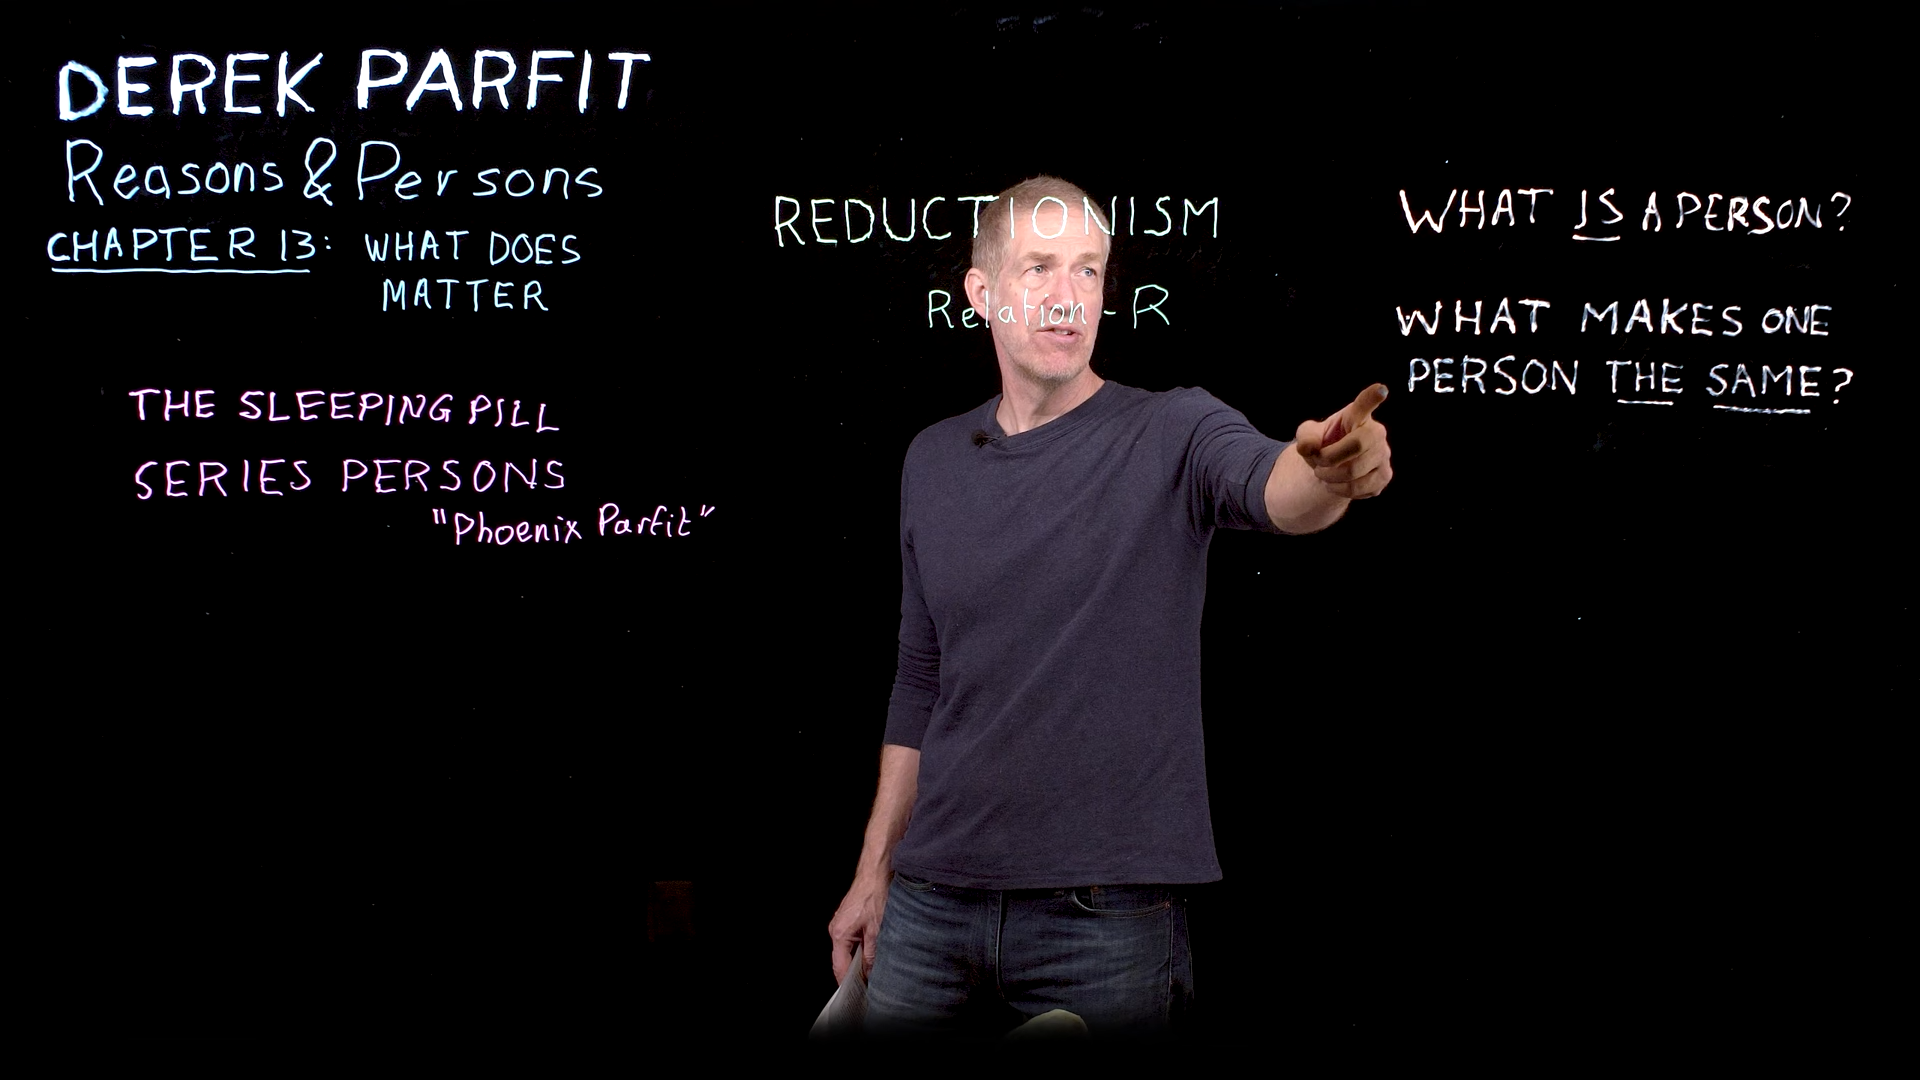 DEREK PARFIT
Reasons & Persons
CHAPTER 13: WHAT DOES
MATTER
THE SLEEPING PILL
SERIES PERSONS
"Phoenix Parfit"
REDUCTIONISM
Relation-R
WHAT IS A PERSON?
WHAT MAKES ONE
PERSON THE SAME?